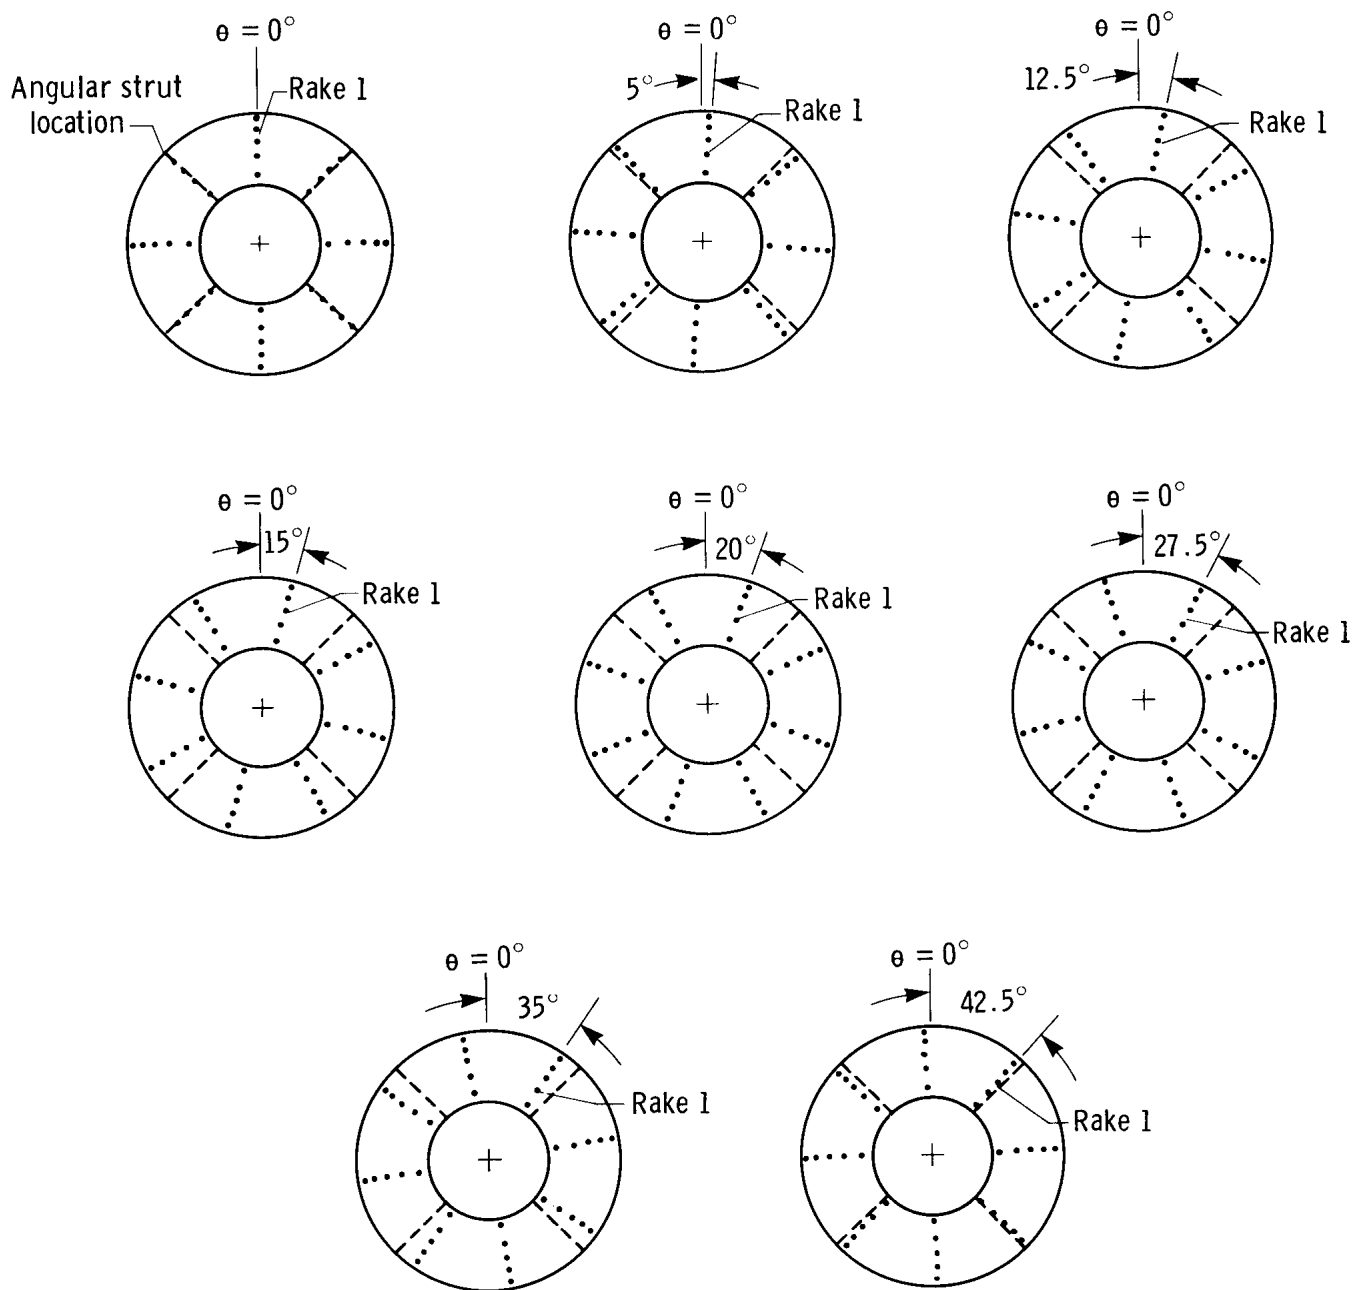 θ = 0°
Angular strut
location
Rake 1
θ = 0°
5°
Rake 1
θ = 0°
12.5°
Rake 1
θ = 0°
15°
Rake 1
θ = 0°
20°
Rake 1
θ = 0°
27.5°
Rake 1
θ = 0°
35°
Rake 1
θ = 0°
42.5°
Rake 1